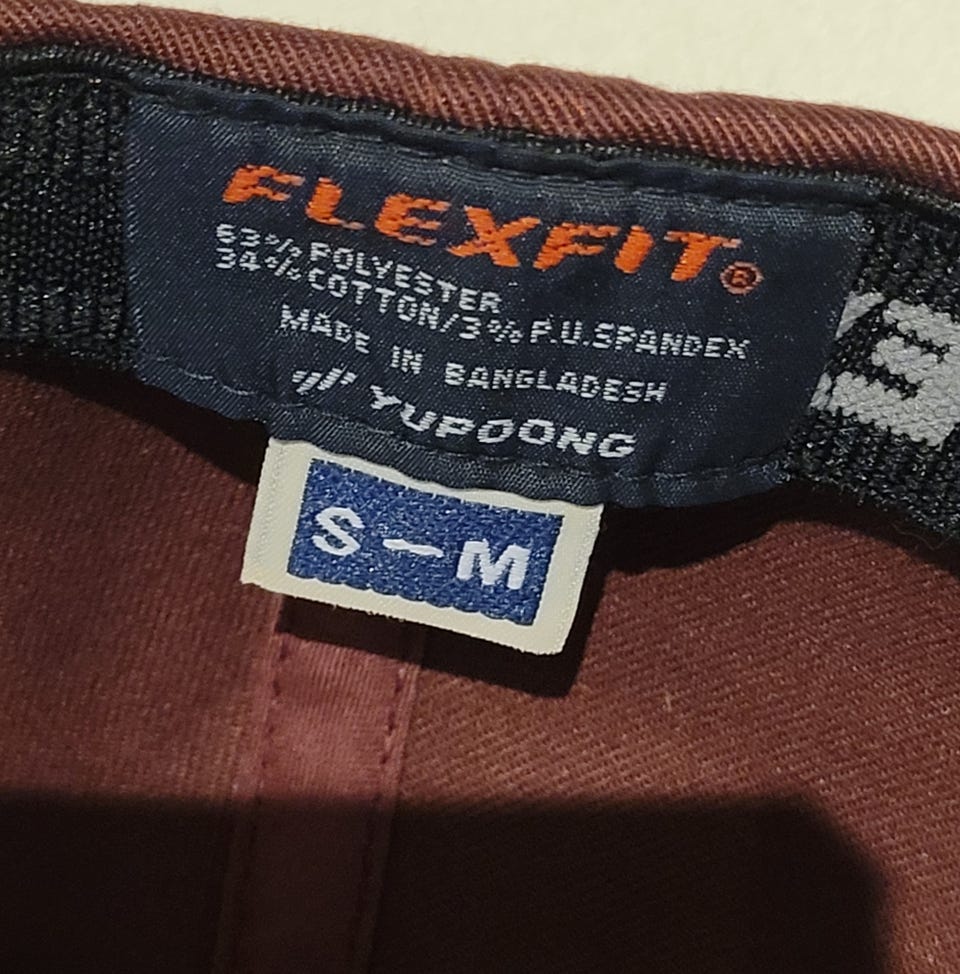 FLEXFIT®
63% POLYESTER
34% COTTON/3% P.U.SPANDEX
MADE IN BANGLADESH
YUPOONG
S-M